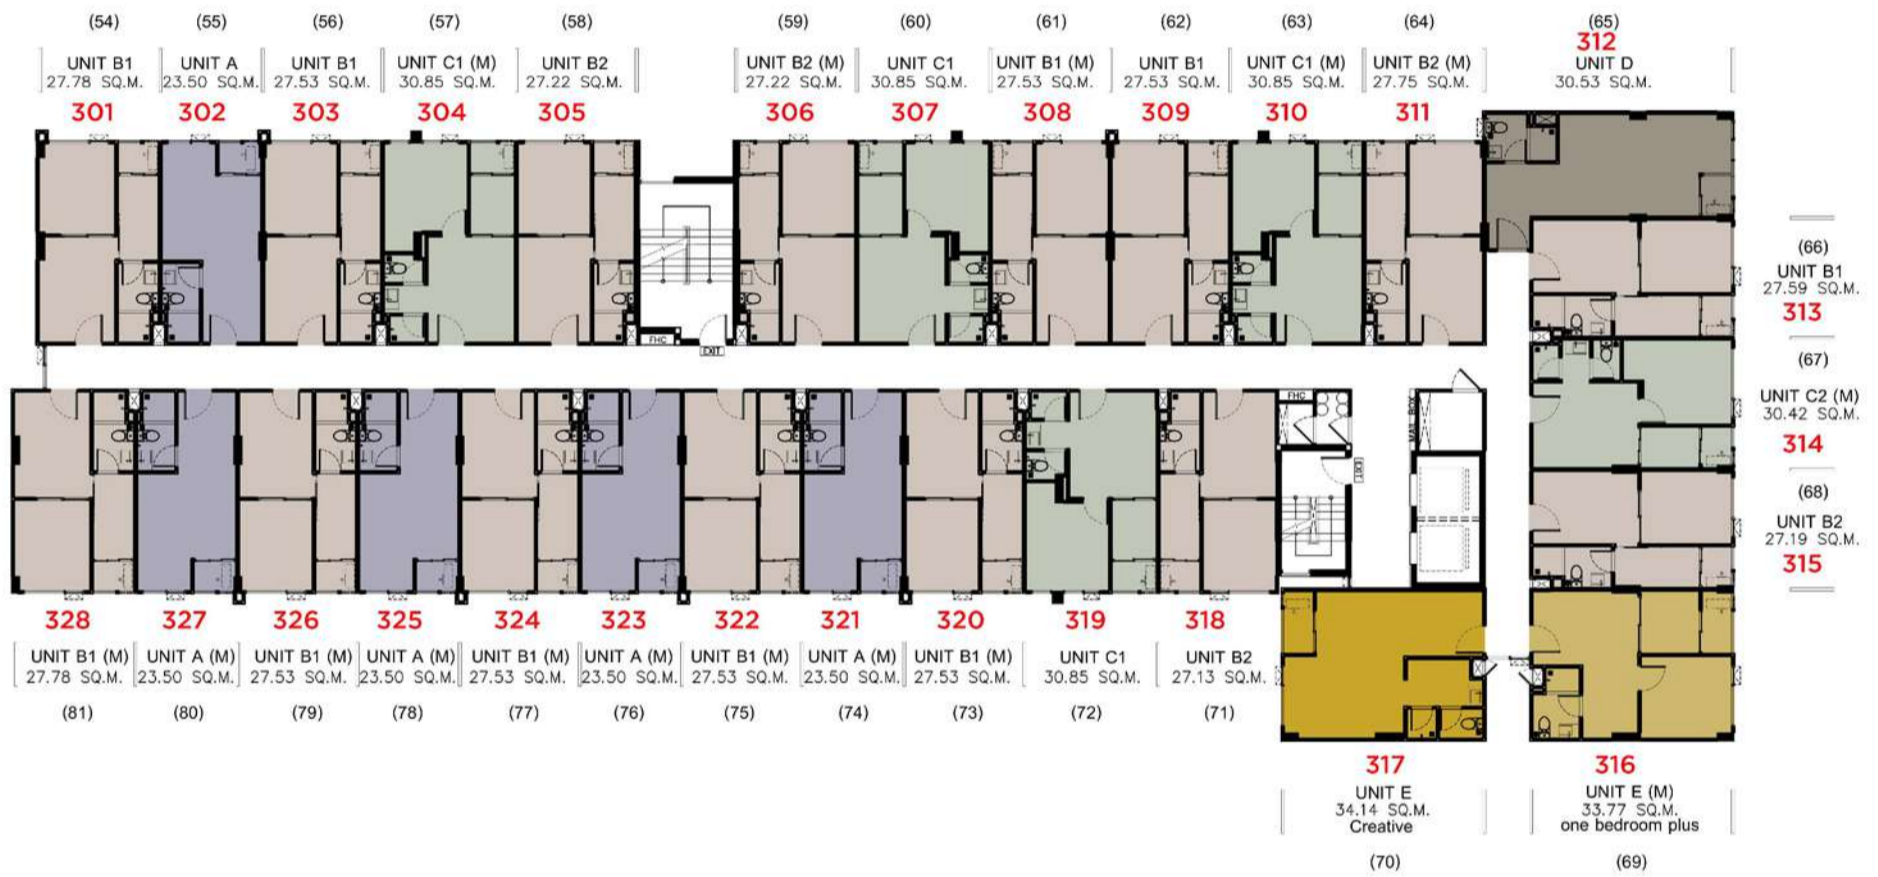 (54) (55) (56) (57) (58) (59) (60) (61) (62) (63) (64) (65)
312
UNIT B1 UNIT A UNIT B1 UNIT C1 (M) UNIT B2 UNIT B2 (M) UNIT C1 UNIT B1 (M) UNIT B1 UNIT C1 (M) UNIT B2 (M) UNIT D
27.78 SQ.M. 23.50 SQ.M. 27.53 SQ.M. 30.85 SQ.M. 27.22 SQ.M. 27.22 SQ.M. 30.85 SQ.M. 27.53 SQ.M. 27.53 SQ.M. 30.85 SQ.M. 27.75 SQ.M. 30.53 SQ.M.
301 302 303 304 305 306 307 308 309 310 311
(66)
UNIT B1
27.59 SQ.M.
313
FHC
EXIT
(67)
UNIT C2 (M)
30.42 SQ.M.
314
FHC
MAIL BOX
EXIT
(68)
UNIT B2
27.19 SQ.M.
315
328 327 326 325 324 323 322 321 320 319 318
UNIT B1 (M) UNIT A (M) UNIT B1 (M) UNIT A (M) UNIT B1 (M) UNIT A (M) UNIT B1 (M) UNIT A (M) UNIT B1 (M) UNIT C1 UNIT B2
27.78 SQ.M. 23.50 SQ.M. 27.53 SQ.M. 23.50 SQ.M. 27.53 SQ.M. 23.50 SQ.M. 27.53 SQ.M. 23.50 SQ.M. 27.53 SQ.M. 30.85 SQ.M. 27.13 SQ.M.
(81) (80) (79) (78) (77) (76) (75) (74) (73) (72) (71)
317 316
UNIT E UNIT E (M)
34.14 SQ.M. 33.77 SQ.M.
Creative one bedroom plus
(70) (69)